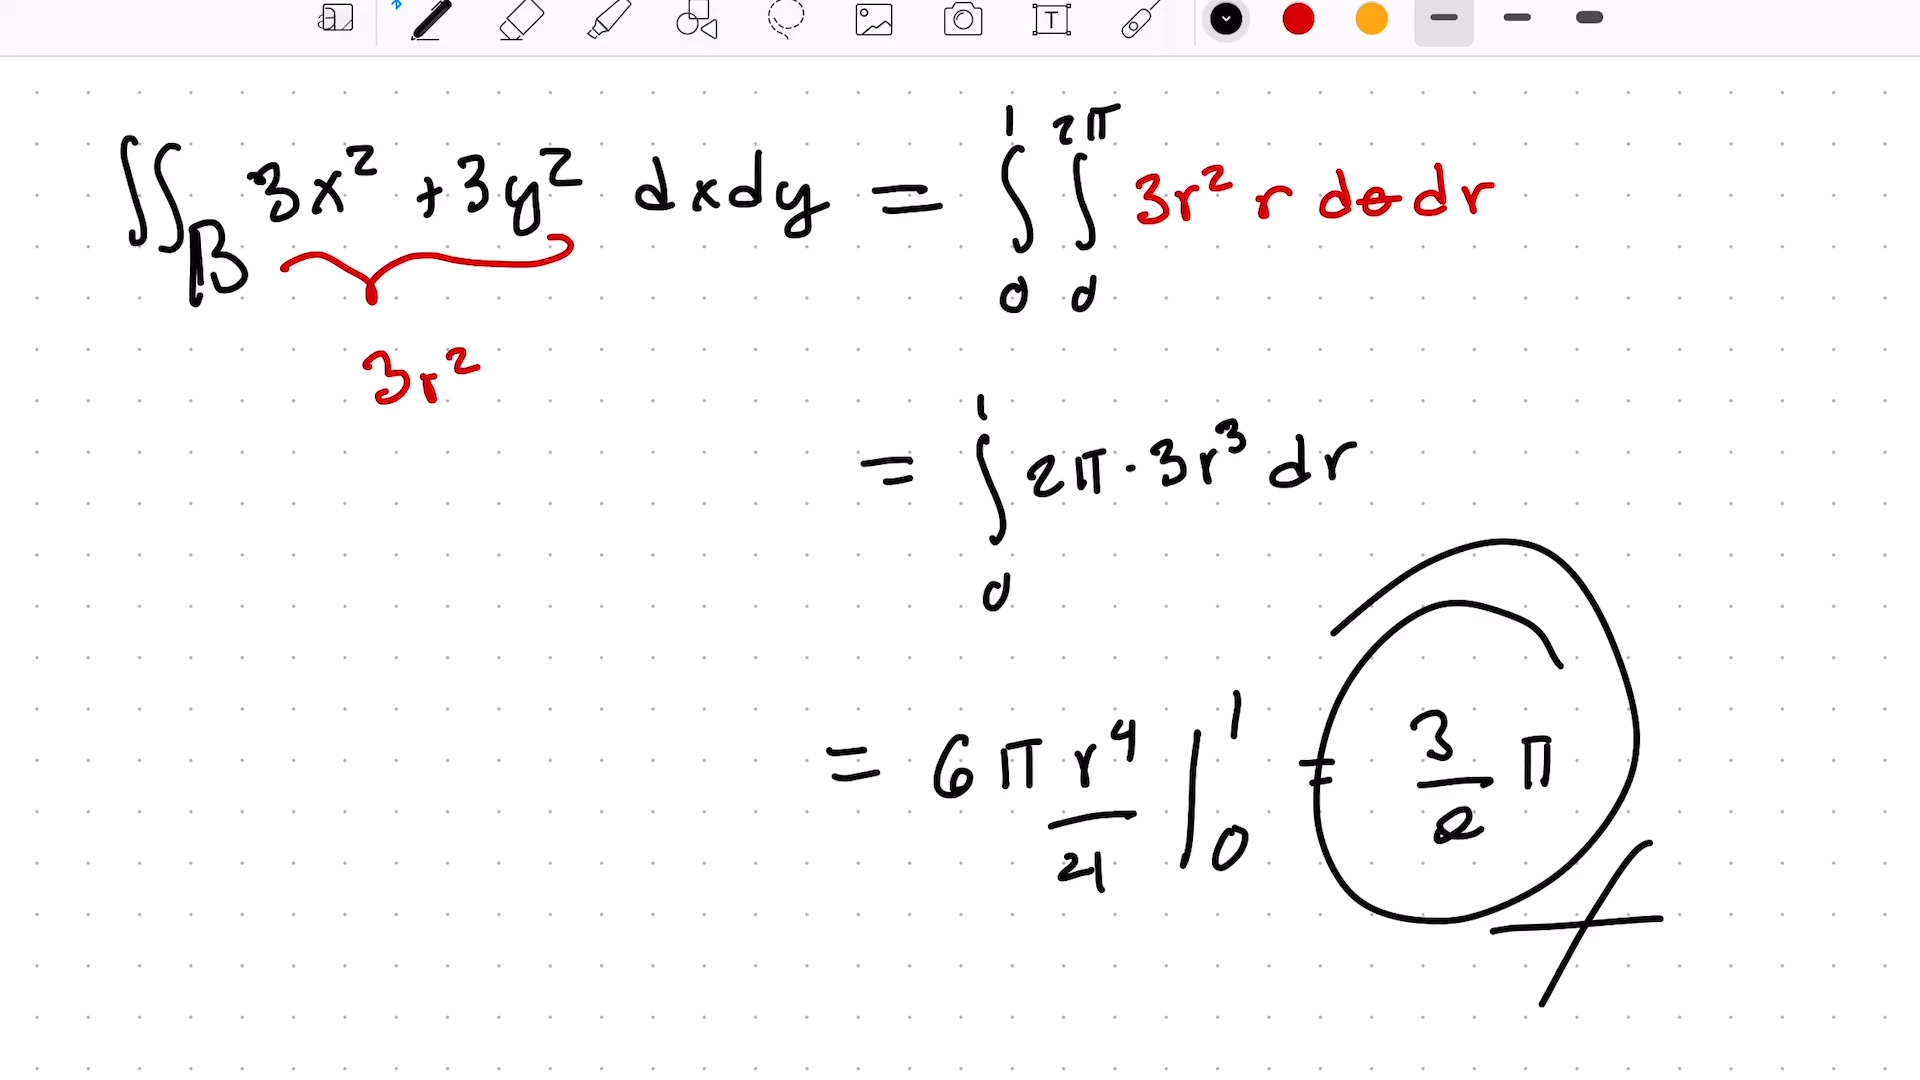 ∬_B 3x² + 3y² dxdy = ∫₀¹ ∫₀^{2π} 3r² r dθ dr
3r²
= ∫₀¹ 2π · 3r³ dr
= 6π r⁴/4 |₀¹ = 3/2 π